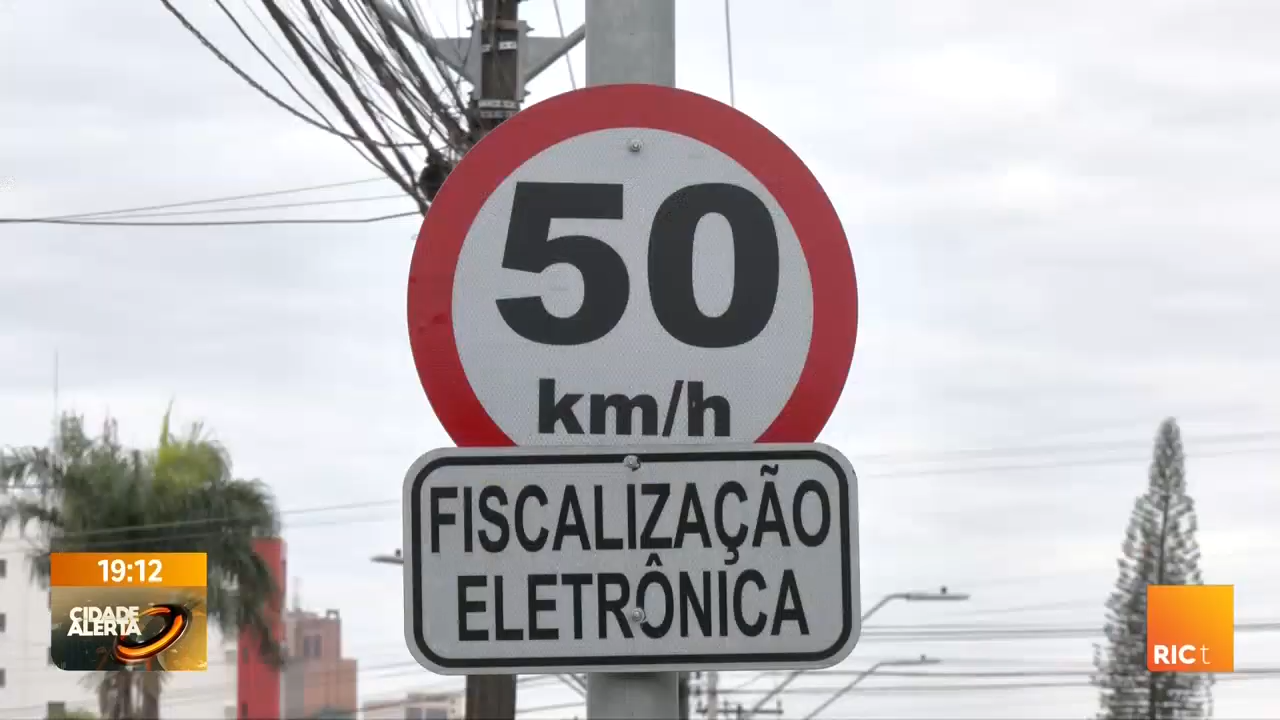 50
km/h
FISCALIZAÇÃO
ELETRÔNICA
19:12
CIDADE
ALERTA
RICt